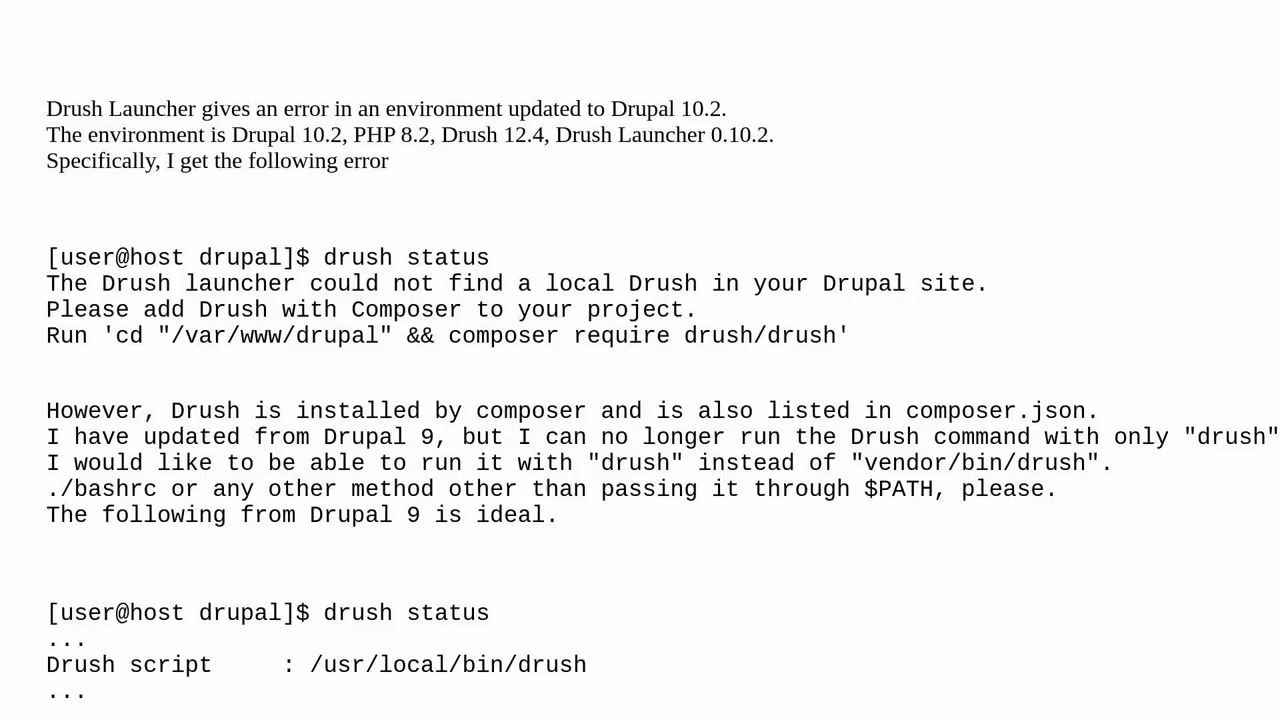 Drush Launcher gives an error in an environment updated to Drupal 10.2.
The environment is Drupal 10.2, PHP 8.2, Drush 12.4, Drush Launcher 0.10.2.
Specifically, I get the following error
[user@host drupal]$ drush status
The Drush launcher could not find a local Drush in your Drupal site.
Please add Drush with Composer to your project.
Run 'cd "/var/www/drupal" && composer require drush/drush'
However, Drush is installed by composer and is also listed in composer.json.
I have updated from Drupal 9, but I can no longer run the Drush command with only "drush"
I would like to be able to run it with "drush" instead of "vendor/bin/drush".
./bashrc or any other method other than passing it through $PATH, please.
The following from Drupal 9 is ideal.
[user@host drupal]$ drush status
...
Drush script     : /usr/local/bin/drush
...